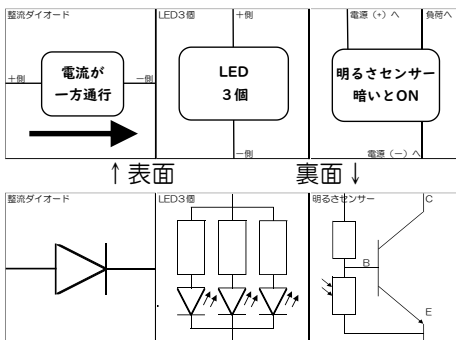 整流ダイオード
LED３個
電源（＋）へ
負荷へ
＋側
＋側
電流が
一方通行
－側
LED
３個
明るさセンサー
暗いとON
－側
電源（－）へ
↑表面
裏面↓
整流ダイオード
LED３個
明るさセンサー
C
B
E